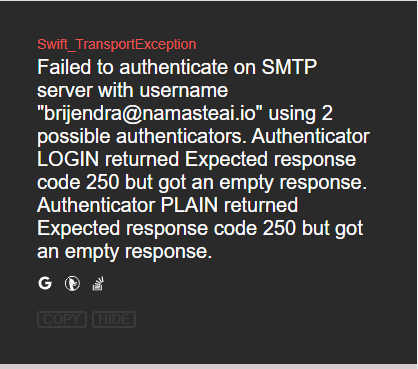 Swift_TransportException
Failed to authenticate on SMTP
server with username
"brijendra@namasteai.io" using 2
possible authenticators. Authenticator
LOGIN returned Expected response
code 250 but got an empty response.
Authenticator PLAIN returned
Expected response code 250 but got
an empty response.
COPY HIDE